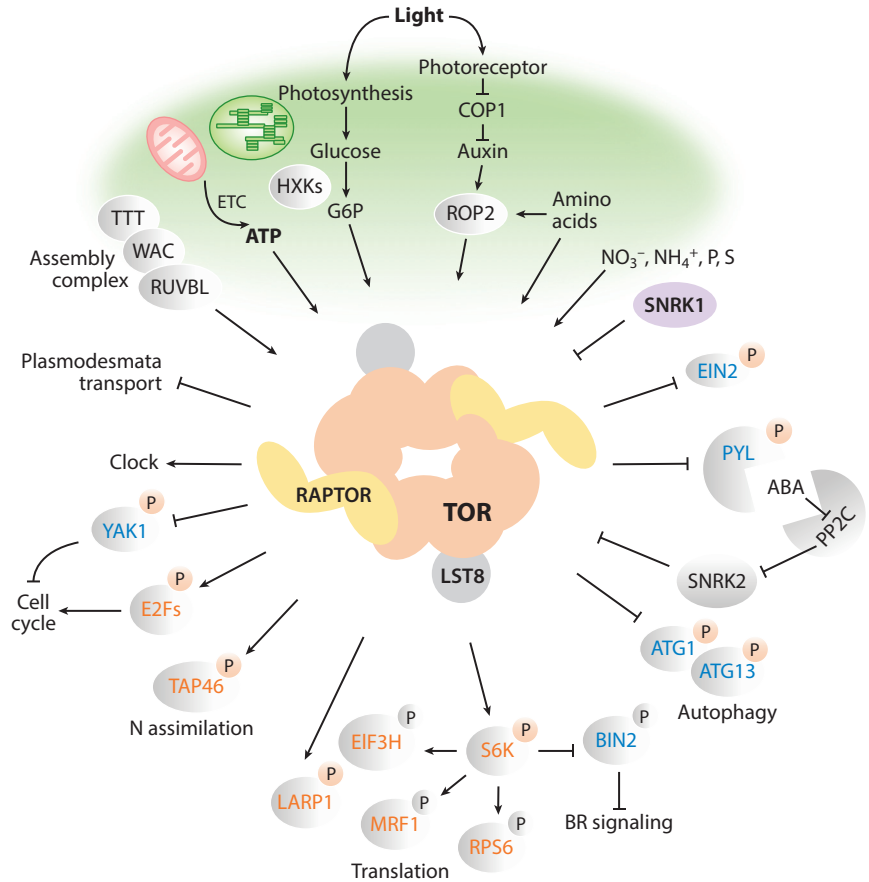 Light
Photoreceptor
Photosynthesis
COP1
Glucose
Auxin
HXKs
ETC
G6P
ROP2
Amino
acids
TTT
ATP
WAC
Assembly
complex
RUVBL
NO₃⁻, NH₄⁺, P, S
SNRK1
Plasmodesmata
transport
P
EIN2
P
PYL
Clock
ABA
RAPTOR
TOR
PP2C
P
YAK1
LST8
SNRK2
P
E2Fs
Cell
cycle
P
ATG1
P
ATG13
Autophagy
P
TAP46
N assimilation
P
EIF3H
P
S6K
P
BIN2
P
LARP1
P
MRF1
P
RPS6
BR signaling
Translation